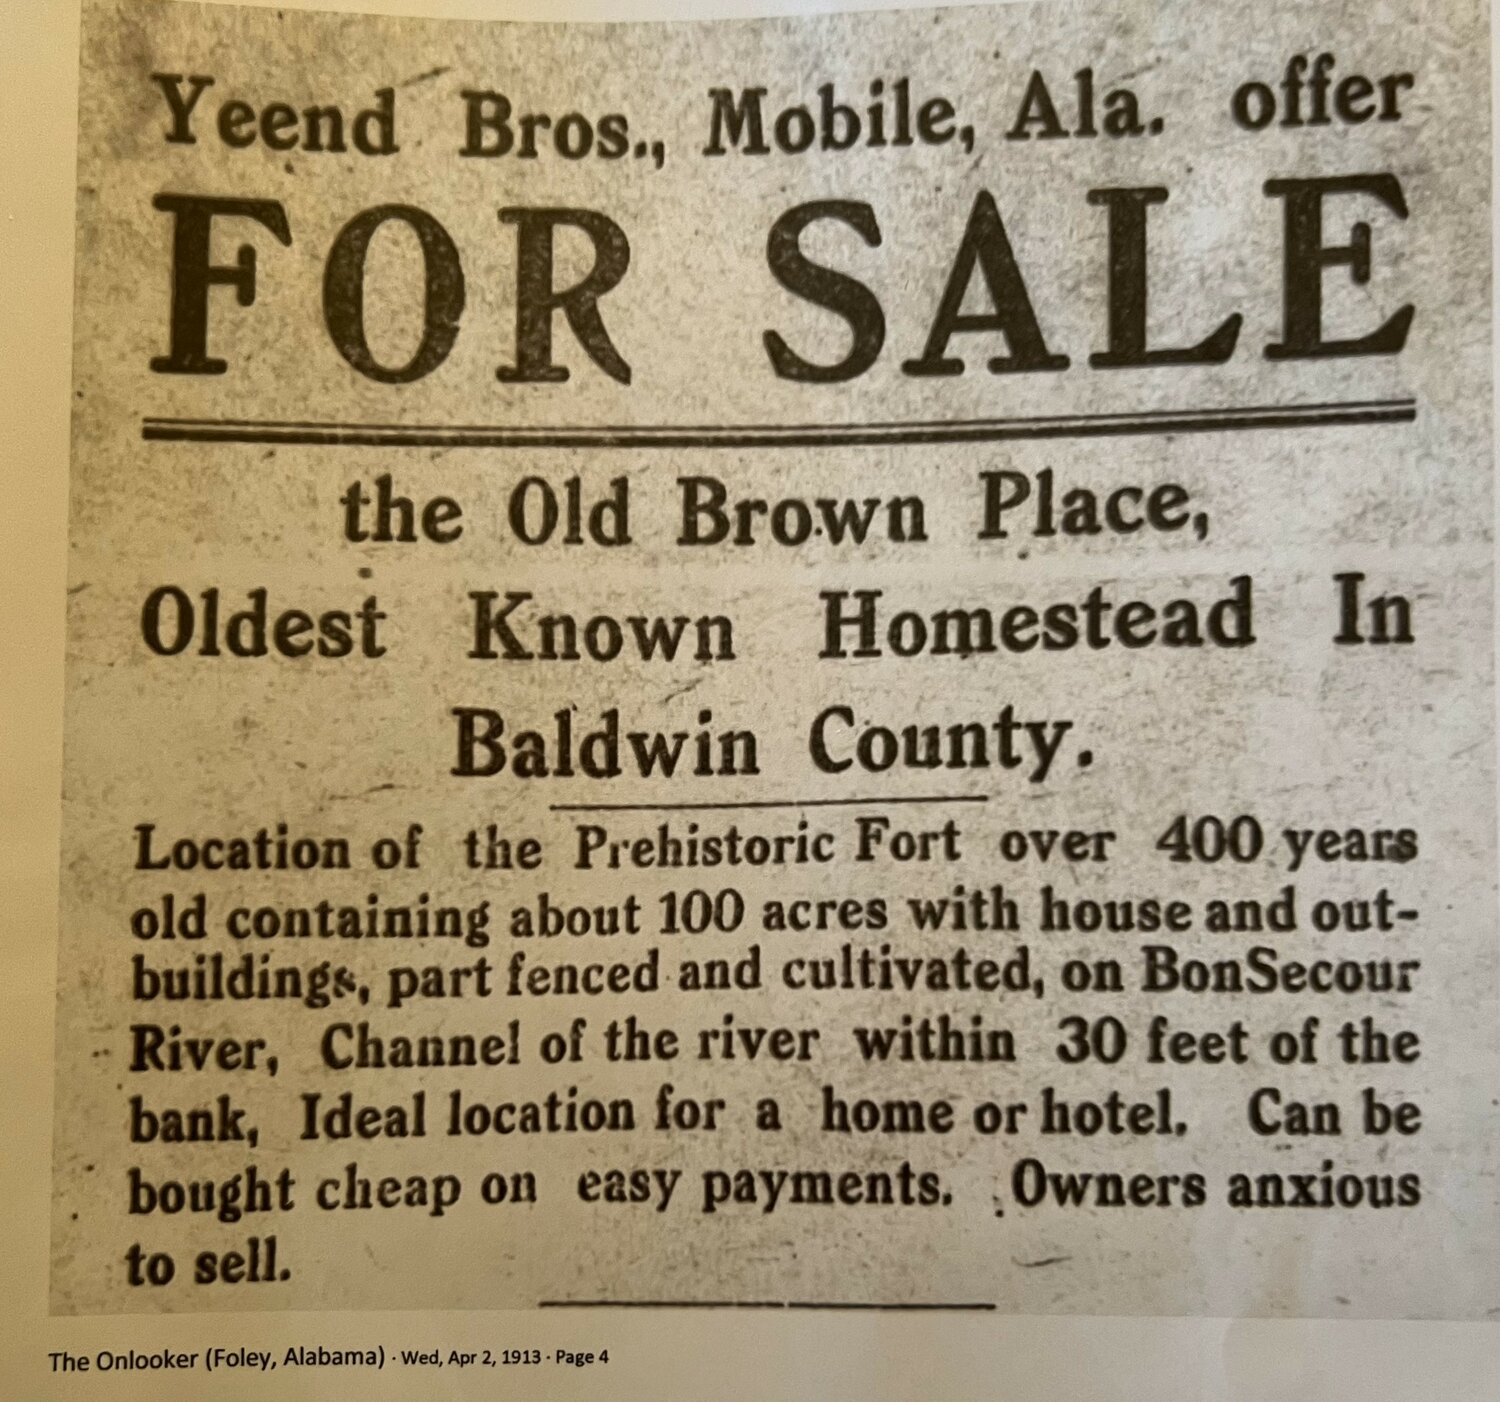 Yeend Bros., Mobile, Ala. offer
FOR SALE
the Old Brown Place,
Oldest Known Homestead In
Baldwin County.
Location of the Prehistoric Fort over 400 years
old containing about 100 acres with house and out-
buildings, part fenced and cultivated, on BonSecour
River, Channel of the river within 30 feet of the
bank, Ideal location for a home or hotel. Can be
bought cheap on easy payments. Owners anxious
to sell.
The Onlooker (Foley, Alabama) · Wed, Apr 2, 1913 · Page 4